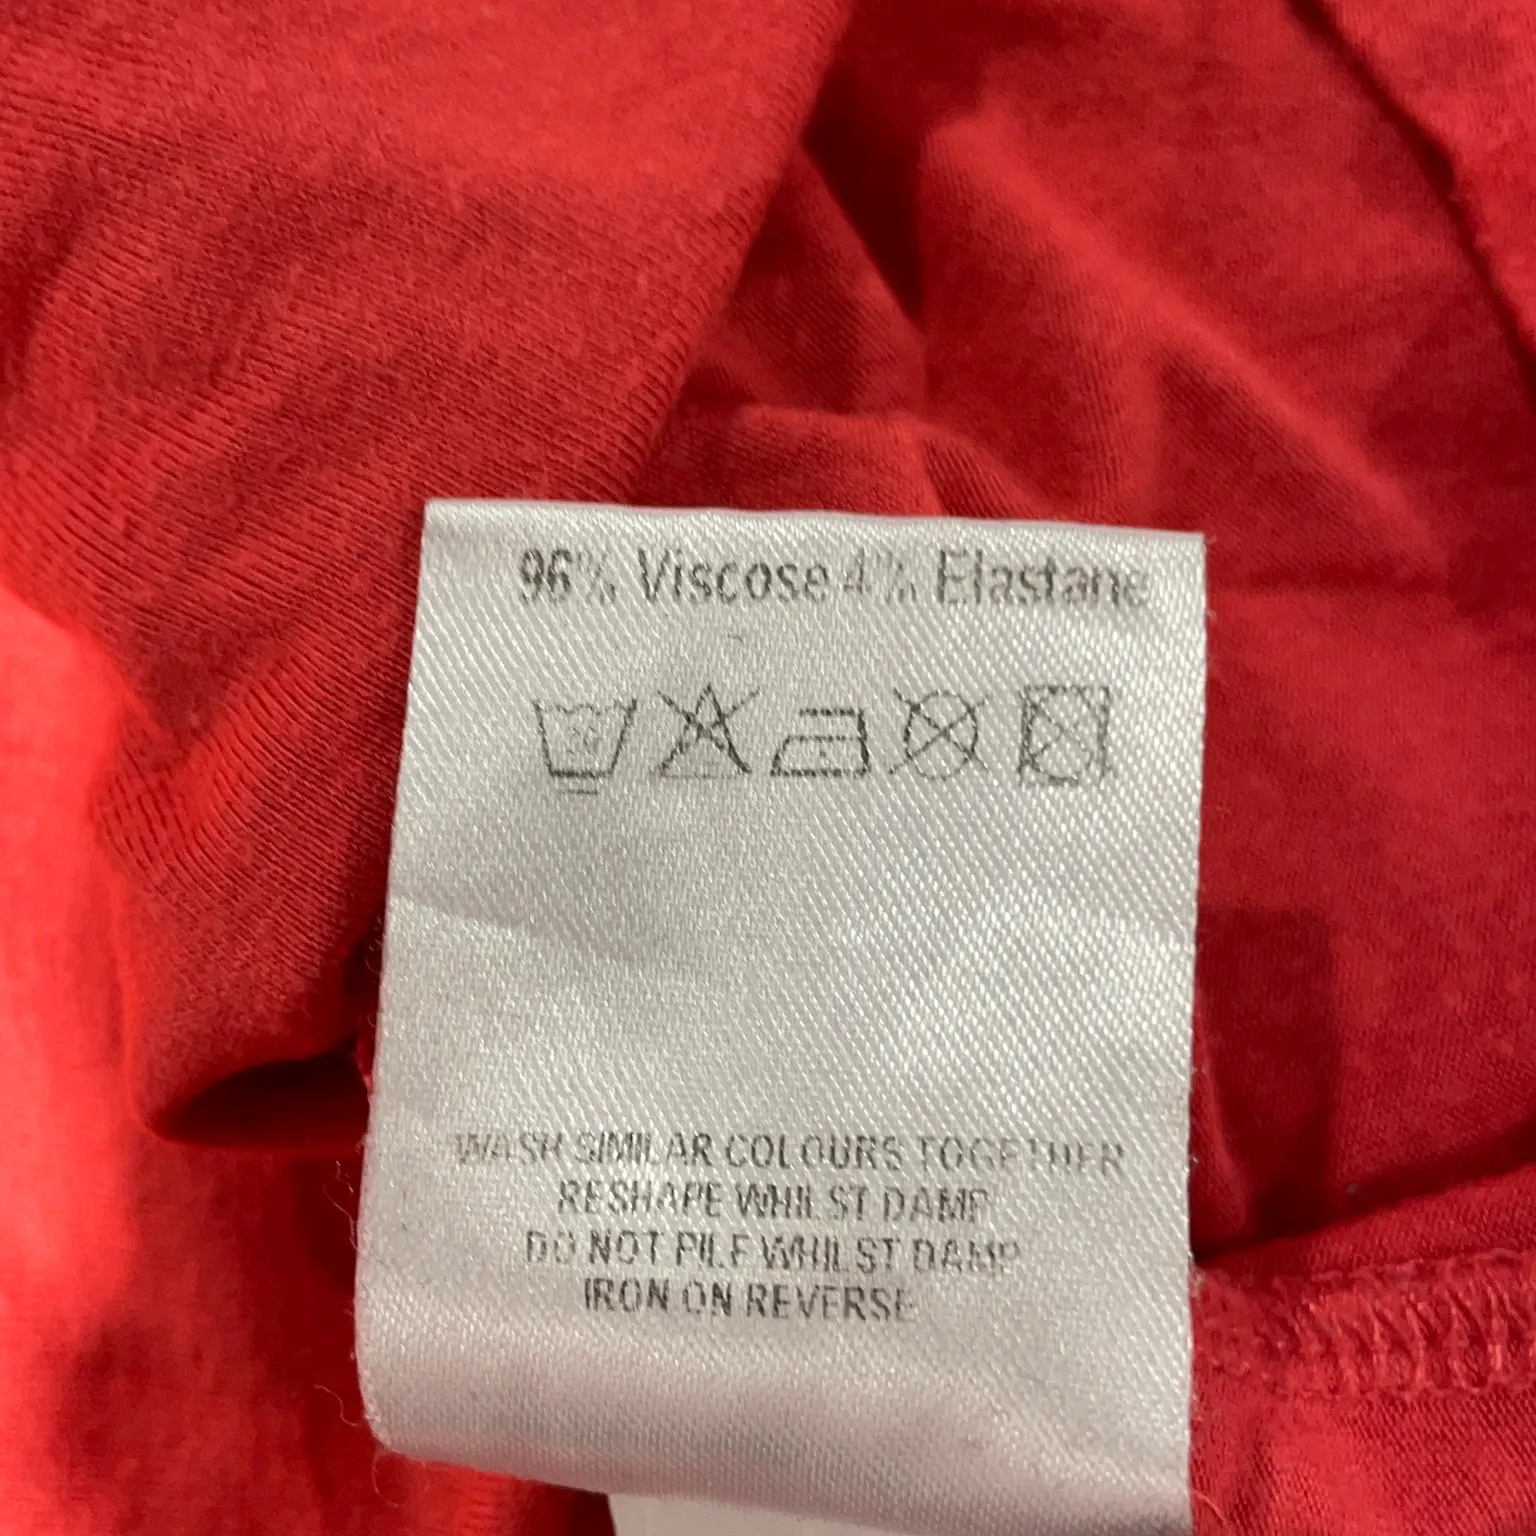 96% Viscose 4% Elastane
30
WASH SIMILAR COLOURS TOGETHER
RESHAPE WHILST DAMP
DO NOT PILE WHILST DAMP
IRON ON REVERSE